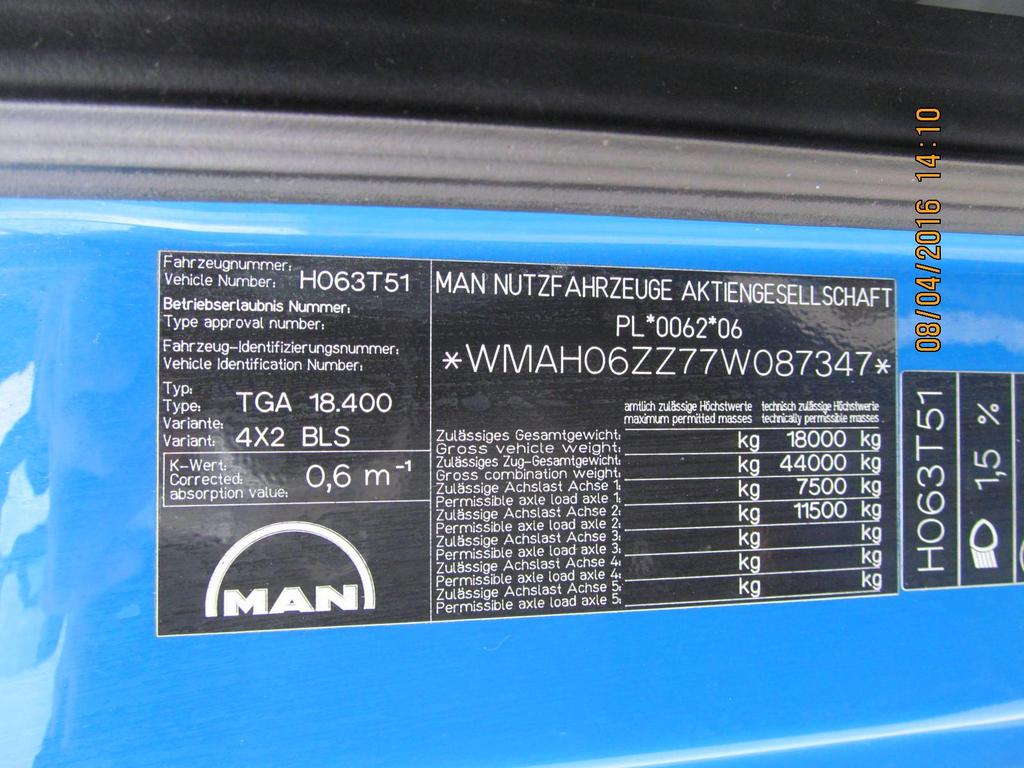 Fahrzeugnummer:
Vehicle Number: H063T51
Betriebserlaubnis Nummer:
Type approval number:
Fahrzeug-Identifizierungsnummer:
Vehicle Identification Number:
Typ:
Type: TGA 18.400
Variante:
Variant: 4X2 BLS
K-Wert:
Corrected: 0,6 m⁻¹
absorption value:
MAN
MAN NUTZFAHRZEUGE AKTIENGESELLSCHAFT
PL*0062*06
*WMAH06ZZ77W087347*
amtlich zulässige Höchstwerte technisch zulässige Höchstwerte
maximum permitted masses technically permissible masses
Zulässiges Gesamtgewicht:
Gross vehicle weight: kg 18000 kg
Zulässiges Zug-Gesamtgewicht:
Gross combination weight: kg 44000 kg
Zulässige Achslast Achse 1:
Permissible axle load axle 1: kg 7500 kg
Zulässige Achslast Achse 2:
Permissible axle load axle 2: kg 11500 kg
Zulässige Achslast Achse 3:
Permissible axle load axle 3: kg kg
Zulässige Achslast Achse 4:
Permissible axle load axle 4: kg kg
Zulässige Achslast Achse 5:
Permissible axle load axle 5: kg kg
H063T51
1,5 %
08/04/2016 14:10